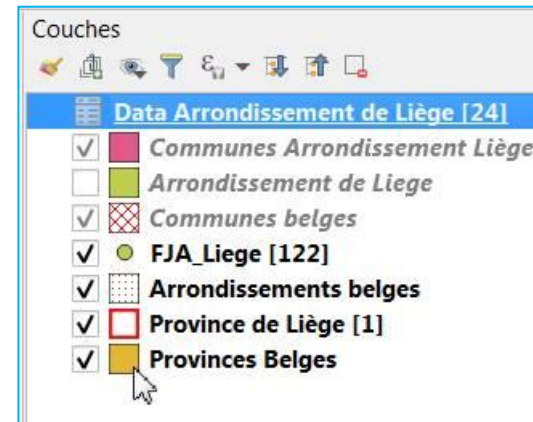 Couches
Data Arrondissement de Liège [24]
Communes Arrondissement Liège
Arrondissement de Liege
Communes belges
FJA_Liege [122]
Arrondissements belges
Province de Liège [1]
Provinces Belges